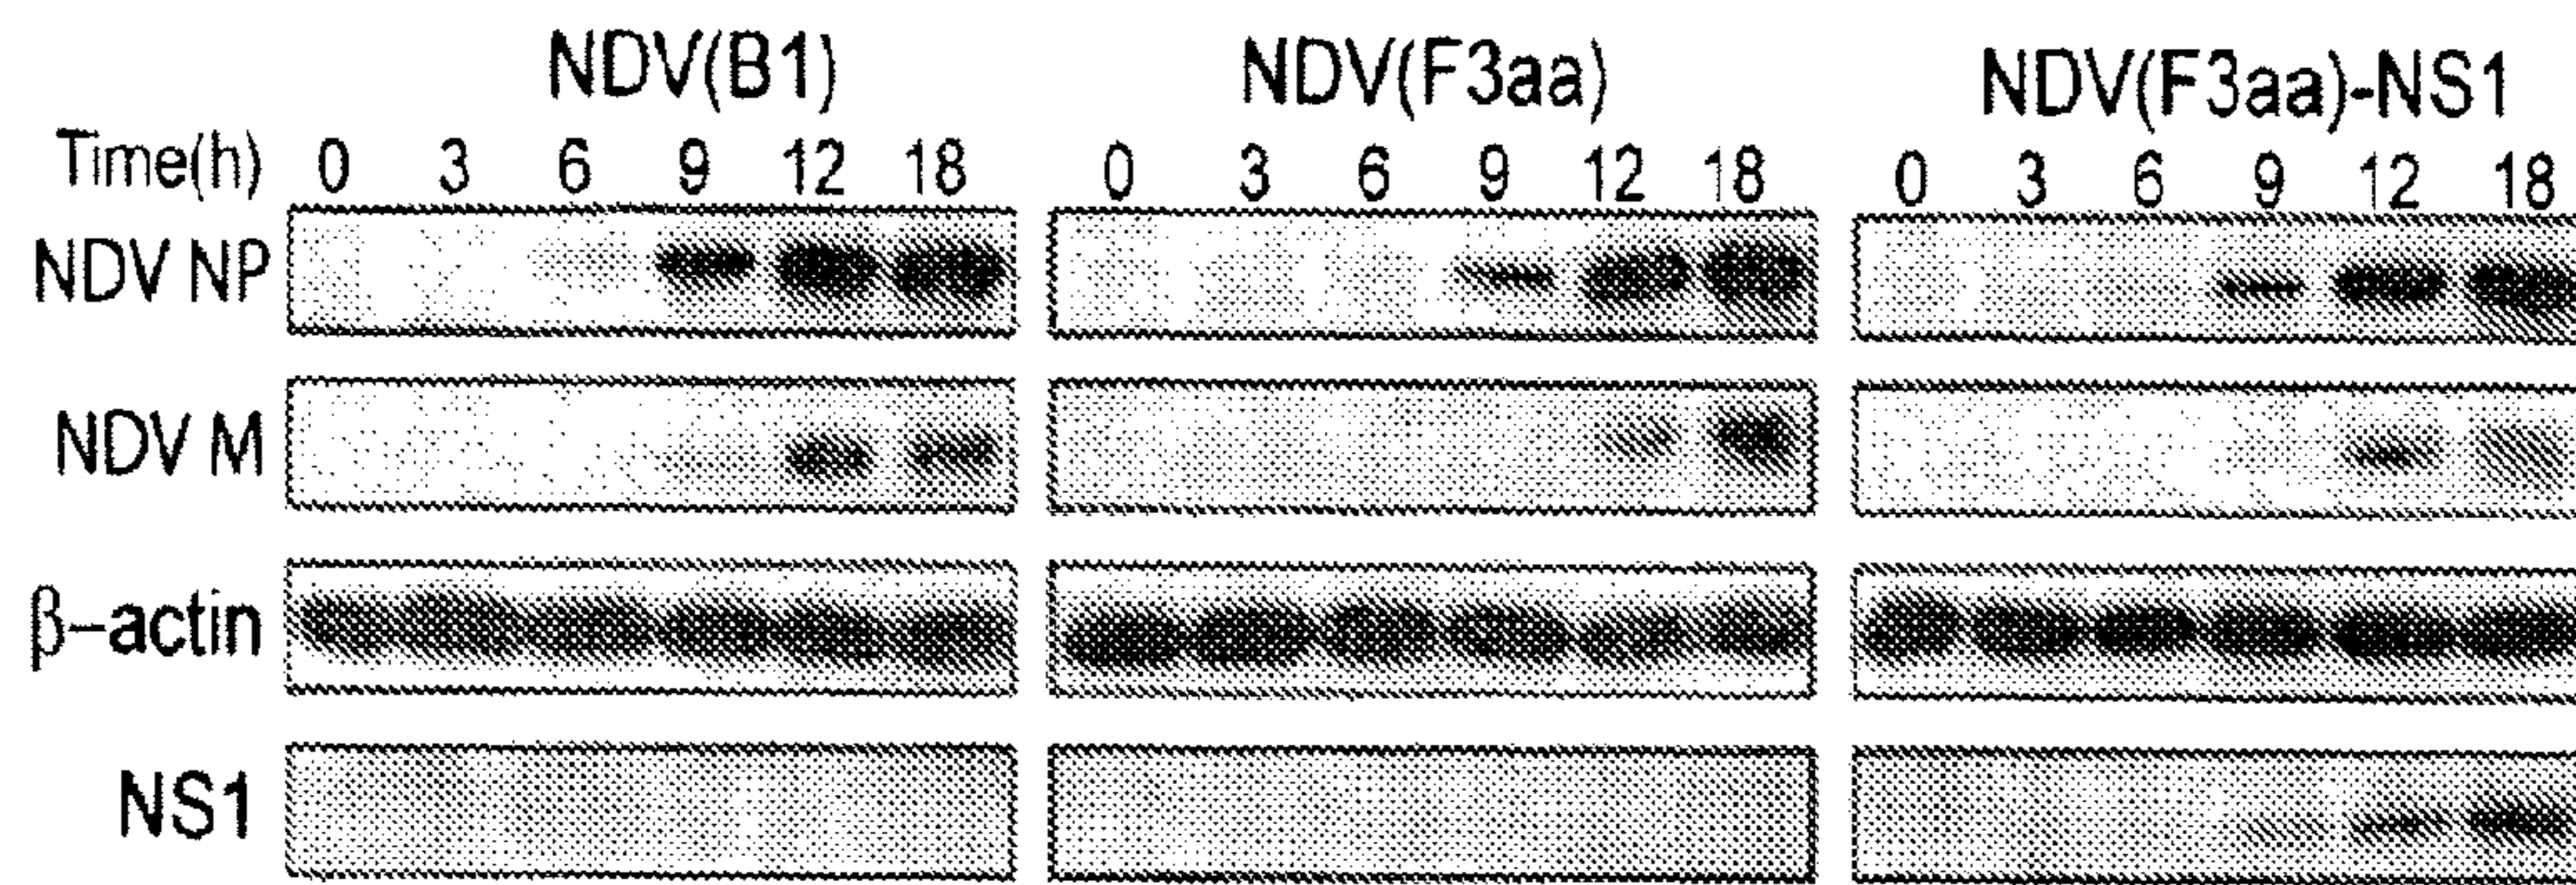 NDV(B1) NDV(F3aa) NDV(F3aa)-NS1
Time(h) 0 3 6 9 12 18 0 3 6 9 12 18 0 3 6 9 12 18
NDV NP
NDV M
β-actin
NS1